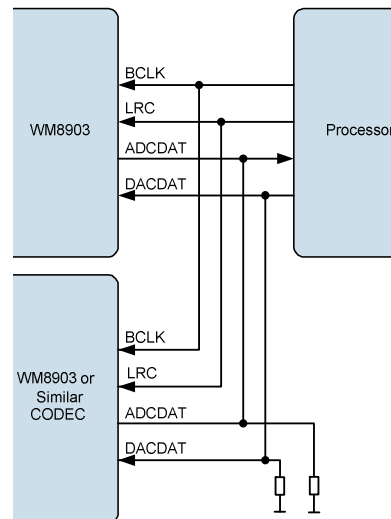 BCLK
LRC
WM8903
Processor
ADCDAT
DACDAT
BCLK
LRC
WM8903 or
Similar
CODEC
ADCDAT
DACDAT